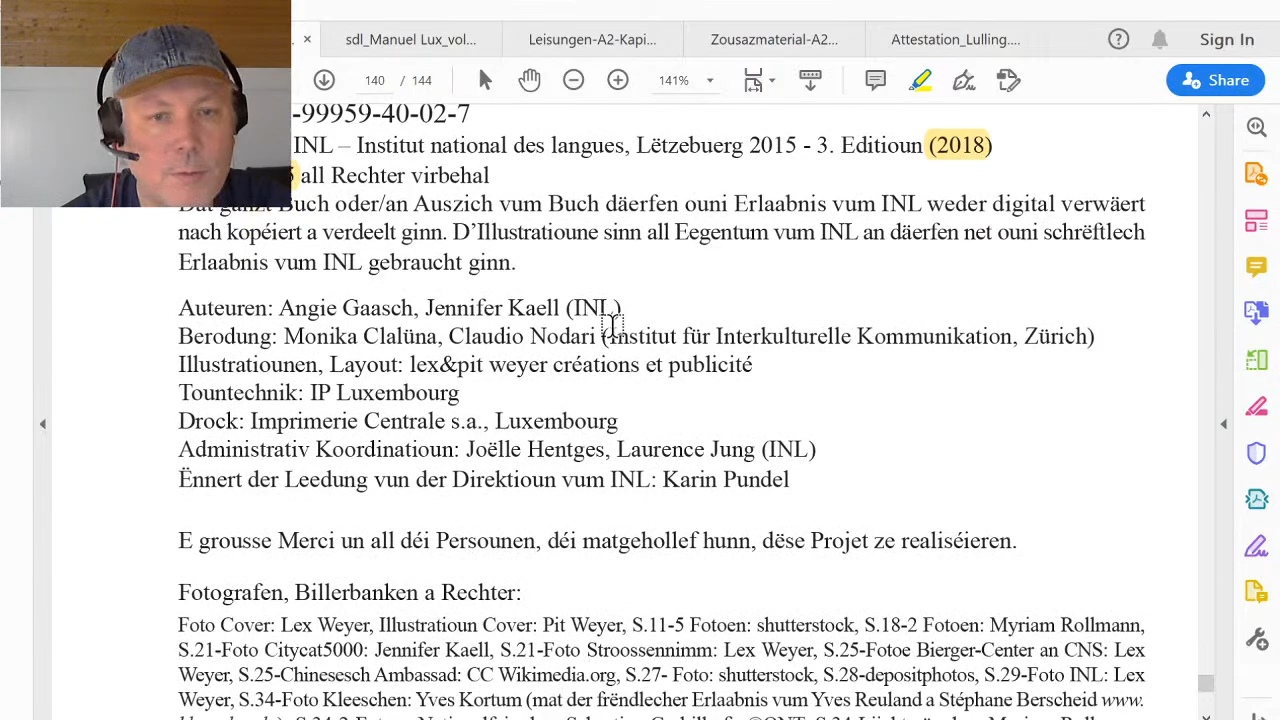 sdl_Manuel Lux_vol...
Leisungen-A2-Kapi...
Zousazmaterial-A2...
Attestation_Lulling....
Sign In
140 / 144
141%
Share
-99959-40-02-7
INL – Institut national des langues, Lëtzebuerg 2015 - 3. Editioun (2018)
all Rechter virbehal
Dat ganzt Buch oder/an Auszich vum Buch däerfen ouni Erlaabnis vum INL weder digital verwäert
nach kopéiert a verdeelt ginn. D’Illustratioune sinn all Eegentum vum INL an däerfen net ouni schrëftlech
Erlaabnis vum INL gebraucht ginn.
Auteuren: Angie Gaasch, Jennifer Kaell (INL)
Berodung: Monika Clalüna, Claudio Nodari (Institut für Interkulturelle Kommunikation, Zürich)
Illustratiounen, Layout: lex&pit weyer créations et publicité
Tountechnik: IP Luxembourg
Drock: Imprimerie Centrale s.a., Luxembourg
Administrativ Koordinatioun: Joëlle Hentges, Laurence Jung (INL)
Ënnert der Leedung vun der Direktioun vum INL: Karin Pundel
E grousse Merci un all déi Persounen, déi matgehollef hunn, dëse Projet ze realiséieren.
Fotografen, Billerbanken a Rechter:
Foto Cover: Lex Weyer, Illustratioun Cover: Pit Weyer, S.11-5 Fotoen: shutterstock, S.18-2 Fotoen: Myriam Rollmann,
S.21-Foto Citycat5000: Jennifer Kaell, S.21-Foto Stroossennimm: Lex Weyer, S.25-Fotoe Bierger-Center an CNS: Lex
Weyer, S.25-Chinesesch Ambassad: CC Wikimedia.org, S.27- Foto: shutterstock, S.28-depositphotos, S.29-Foto INL: Lex
Weyer, S.34-Foto Kleeschen: Yves Kortum (mat der frëndlecher Erlaabnis vum Yves Reuland a Stéphane Berscheid www.